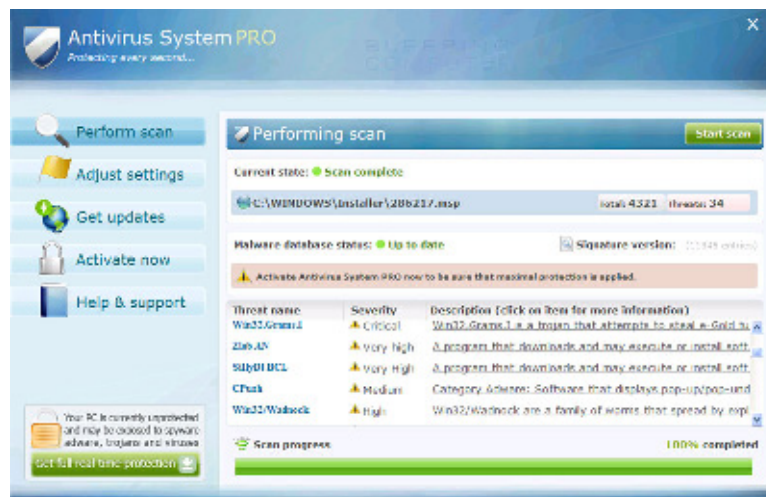 Antivirus System PRO
Protecting every second...
BLEEPING
COMPUTER
X
Perform scan
Adjust settings
Get updates
Activate now
Help & support
Your PC is currently unprotected
and may be exposed to spyware
adware, trojans and viruses
Get full real time protection
Performing scan
Start scan
Current state: Scan complete
C:\WINDOWS\Installer\286217.msp
Total: 4321 Threats: 34
Malware database status: Up to date
Signature version: entries)
Activate Antivirus System PRO now to be sure that maximal protection is applied.
Threat name Severity Description (click on item for more information)
Win32.Grams.I Critical Win32.Grams.I is a trojan that attempts to steal e-Gold
Zlob.AN Very high A program that downloads and may execute or install soft
Very High A program that downloads and may execute or install soft
Medium Category Adware: Software that displays pop-up/pop-und
High are a family of worms that spread by expl
Scan progress
100% completed